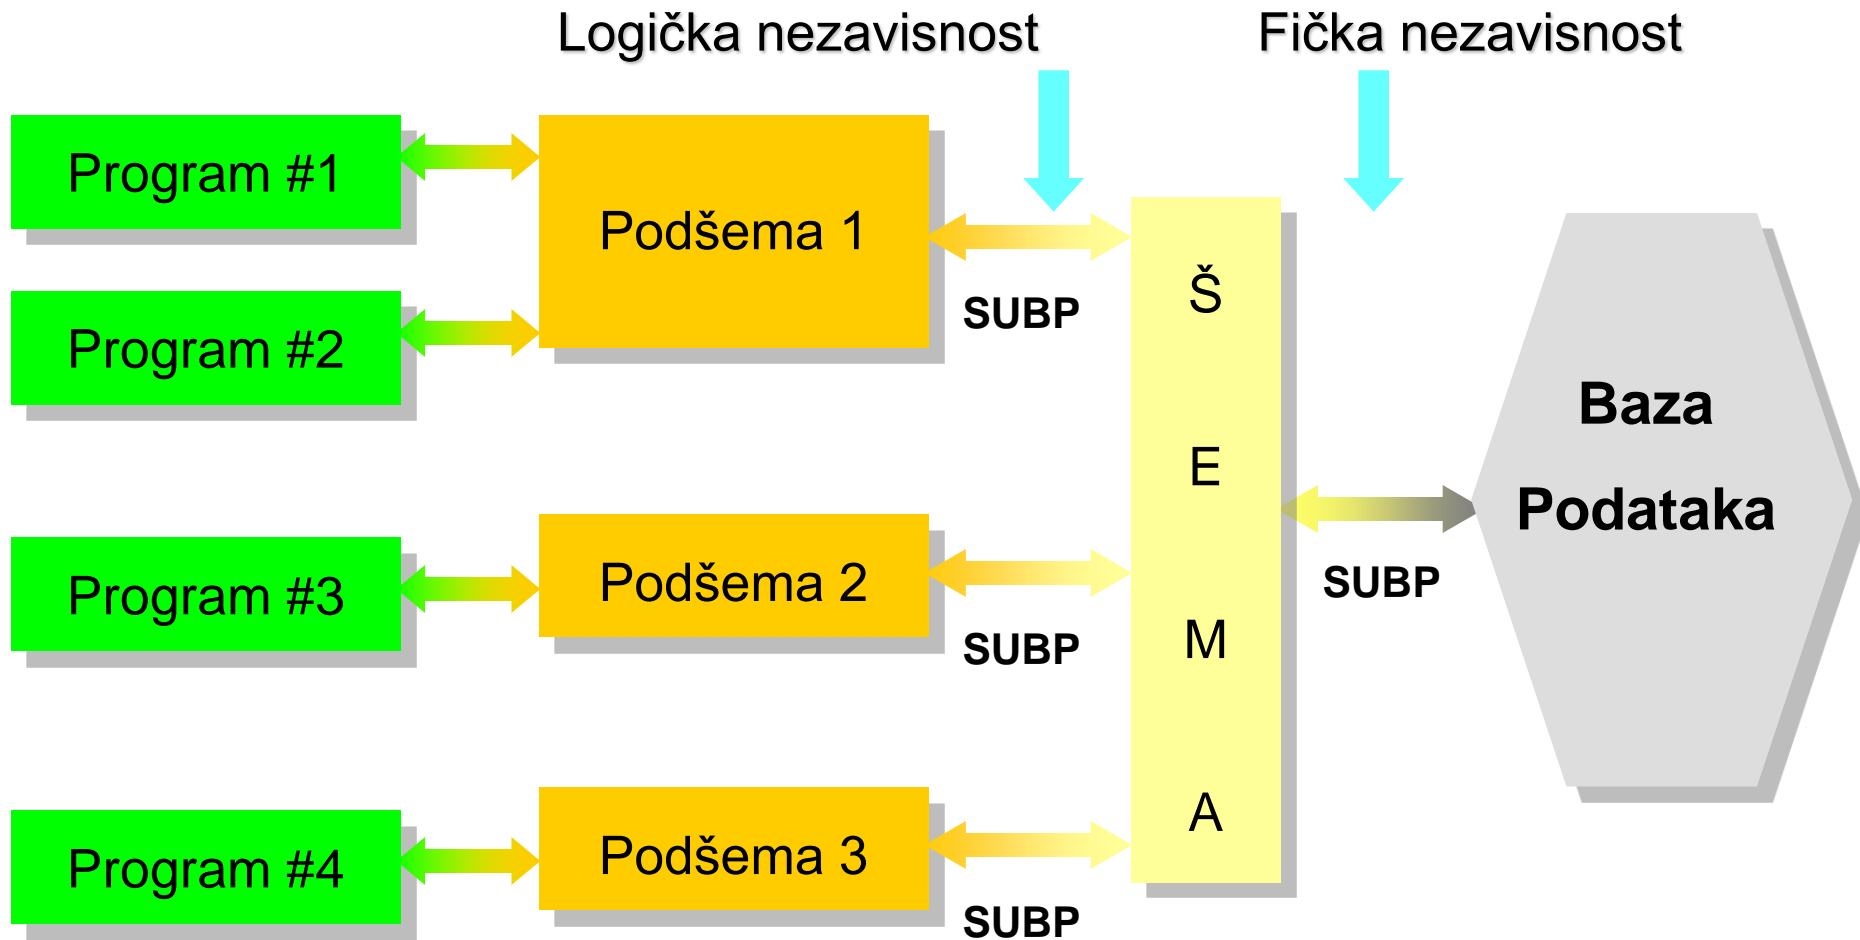 Logička nezavisnost
Fička nezavisnost
Program #1
Podšema 1
SUBP
Program #2
Š
E
M
A
Baza
Podataka
SUBP
Program #3
Podšema 2
SUBP
Program #4
Podšema 3
SUBP